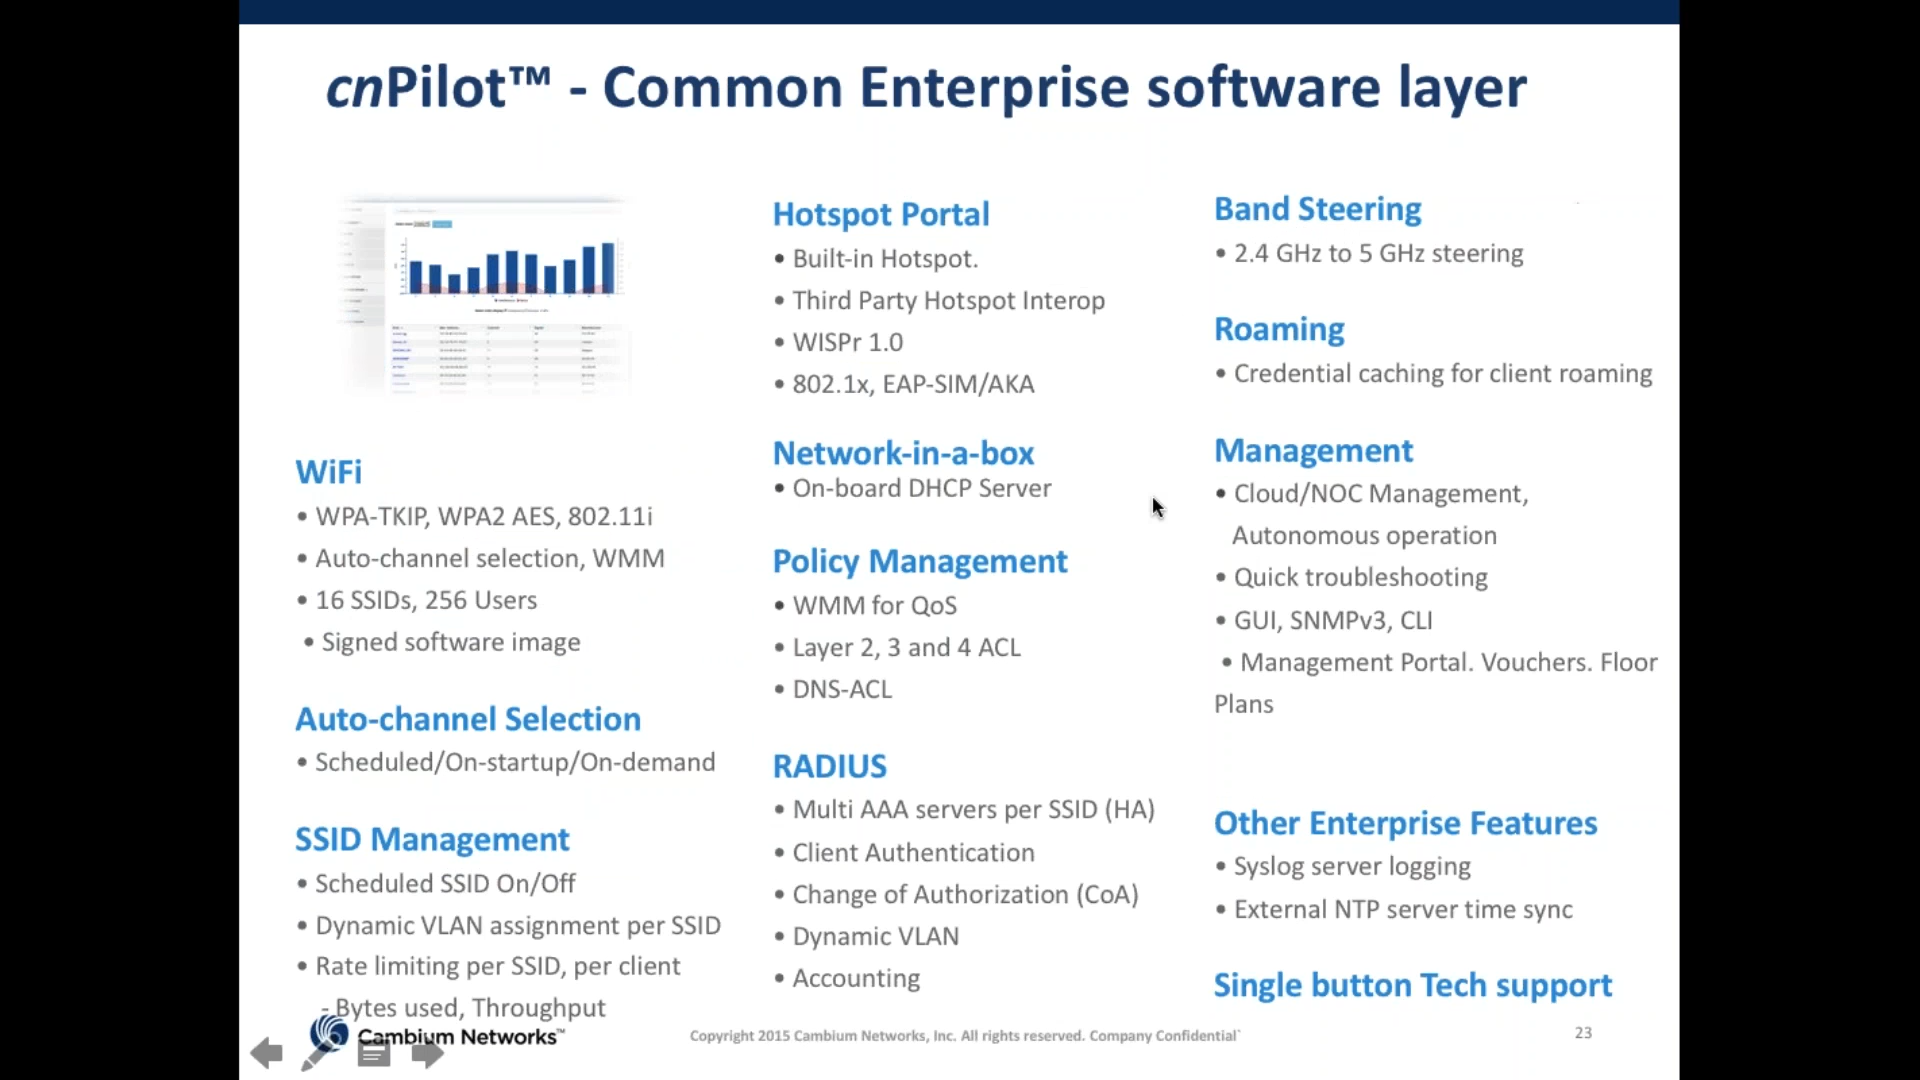 cnPilot™ - Common Enterprise software layer
WiFi
• WPA-TKIP, WPA2 AES, 802.11i
• Auto-channel selection, WMM
• 16 SSIDs, 256 Users
• Signed software image
Auto-channel Selection
• Scheduled/On-startup/On-demand
SSID Management
• Scheduled SSID On/Off
• Dynamic VLAN assignment per SSID
• Rate limiting per SSID, per client
- Bytes used, Throughput
Hotspot Portal
• Built-in Hotspot.
• Third Party Hotspot Interop
• WISPr 1.0
• 802.1x, EAP-SIM/AKA
Network-in-a-box
• On-board DHCP Server
Policy Management
• WMM for QoS
• Layer 2, 3 and 4 ACL
• DNS-ACL
RADIUS
• Multi AAA servers per SSID (HA)
• Client Authentication
• Change of Authorization (CoA)
• Dynamic VLAN
• Accounting
Band Steering
• 2.4 GHz to 5 GHz steering
Roaming
• Credential caching for client roaming
Management
• Cloud/NOC Management,
Autonomous operation
• Quick troubleshooting
• GUI, SNMPv3, CLI
• Management Portal. Vouchers. Floor
Plans
Other Enterprise Features
• Syslog server logging
• External NTP server time sync
Single button Tech support
Cambium Networks™
Copyright 2015 Cambium Networks, Inc. All rights reserved. Company Confidential
23